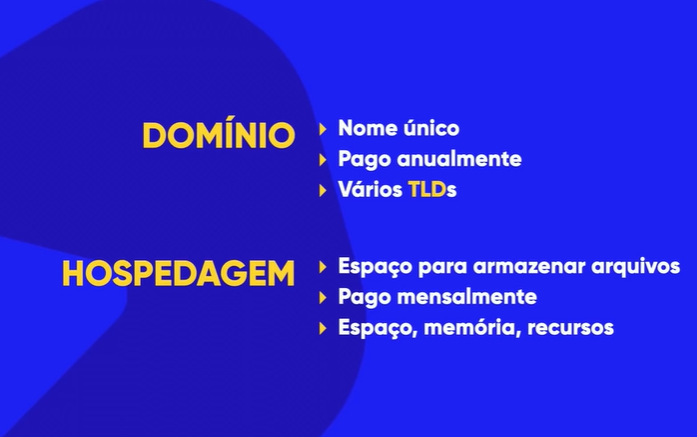 DOMÍNIO
Nome único
Pago anualmente
Vários TLDs
HOSPEDAGEM
Espaço para armazenar arquivos
Pago mensalmente
Espaço, memória, recursos